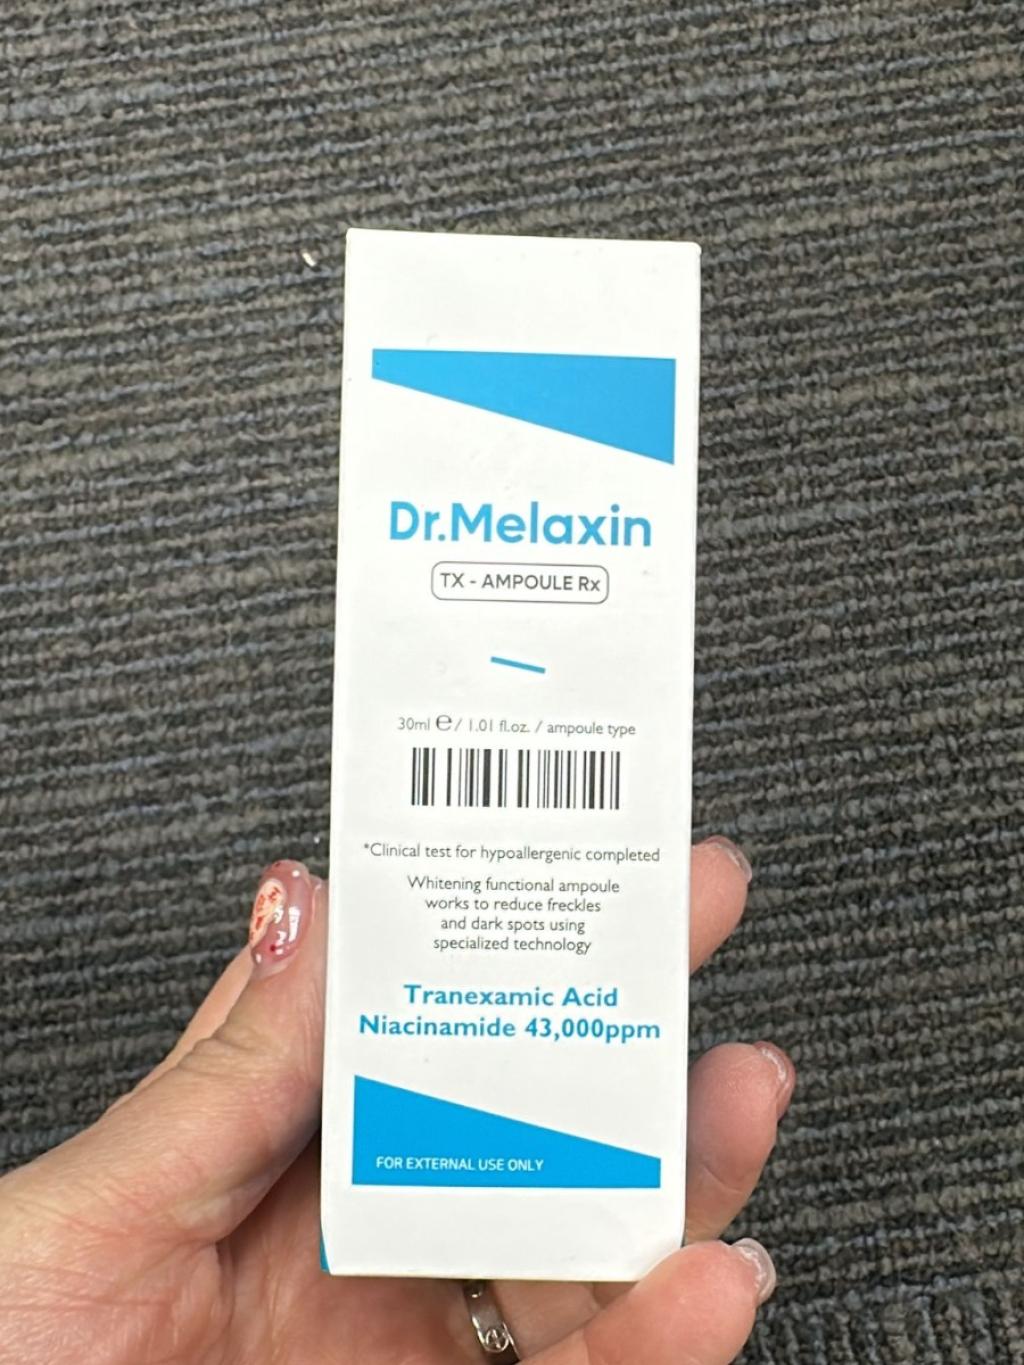 Dr.Melaxin
TX - AMPOULE Rx
30ml ℮ / 1.01 fl.oz. / ampoule type
*Clinical test for hypoallergenic completed
Whitening functional ampoule
works to reduce freckles
and dark spots using
specialized technology
Tranexamic Acid
Niacinamide 43,000ppm
FOR EXTERNAL USE ONLY